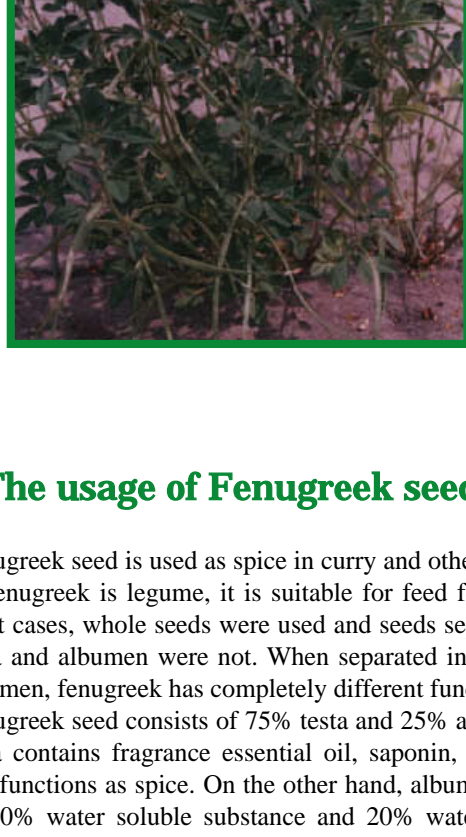 The usage of Fenugreek seed
ugreek seed is used as spice in curry and othe
enugreek is legume, it is suitable for feed f
t cases, whole seeds were used and seeds se
a and albumen were not. When separated in
men, fenugreek has completely different fun
ugreek seed consists of 75% testa and 25% a
a contains fragrance essential oil, saponin,
functions as spice. On the other hand, album
0% water soluble substance and 20% wate